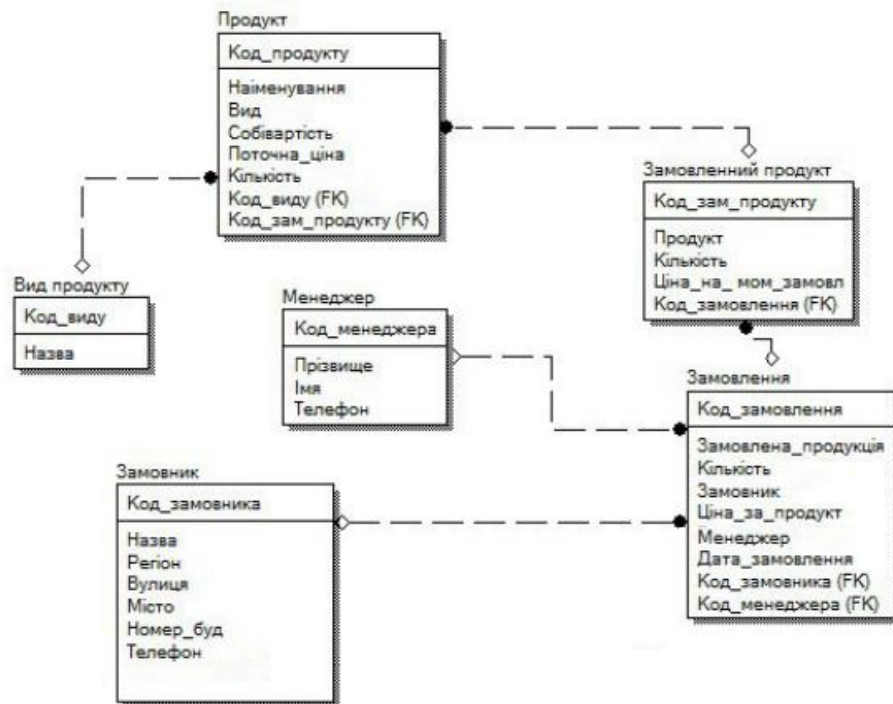 Продукт
Код_продукту
Наіменування
Вид
Собівартість
Поточна_ціна
Кількість
Код_виду (FK)
Код_зам_продукту (FK)
Замовленний продукт
Код_зам_продукту
Продукт
Кількість
Ціна_на_ мом_замовл
Код_замовлення (FK)
Вид продукту
Код_виду
Назва
Менеджер
Код_менеджера
Прізвище
Імя
Телефон
Замовлення
Код_замовлення
Замовлена_продукція
Кількість
Замовник
Ціна_за_продукт
Менеджер
Дата_замовлення
Код_замовника (FK)
Код_менеджера (FK)
Замовник
Код_замовника
Назва
Регіон
Вулиця
Місто
Номер_буд
Телефон